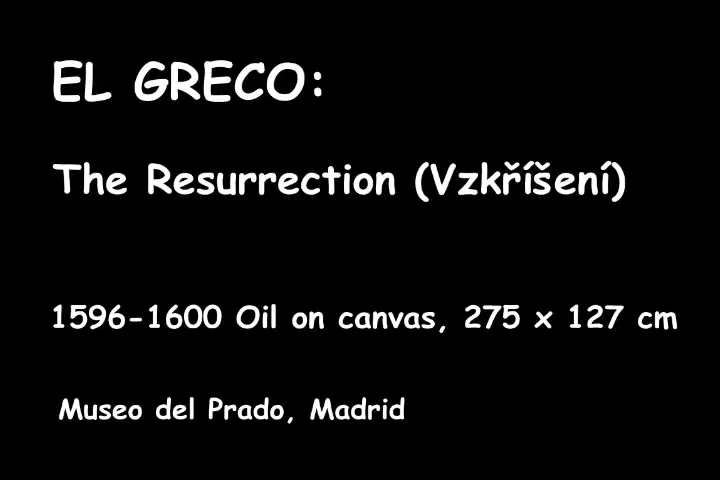 EL GRECO:
The Resurrection (Vzkříšení)
1596-1600 Oil on canvas, 275 x 127 cm
Museo del Prado, Madrid